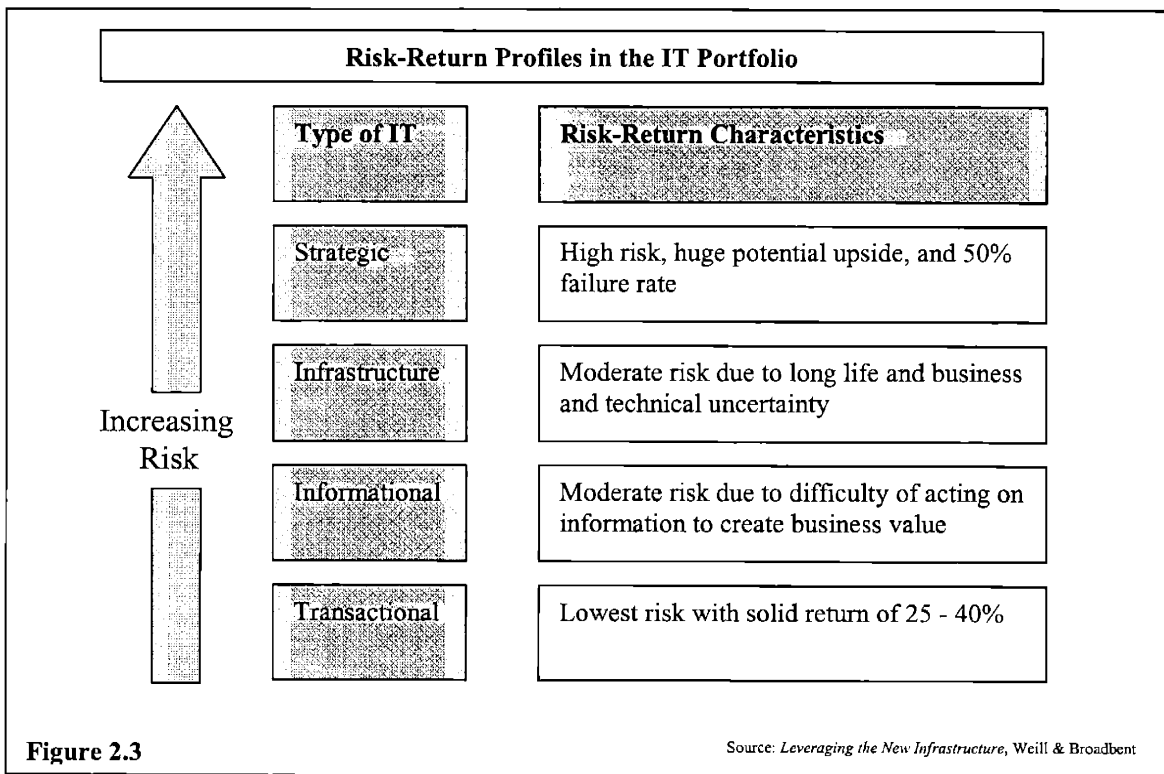 Risk-Return Profiles in the IT Portfolio
Type of IT
Risk-Return Characteristics
Strategic
High risk, huge potential upside, and 50%
failure rate
Infrastructure
Moderate risk due to long life and business
and technical uncertainty
Increasing
Risk
Informational
Moderate risk due to difficulty of acting on
information to create business value
Transactional
Lowest risk with solid return of 25 - 40%
Figure 2.3
Source: Leveraging the New Infrastructure, Weill & Broadbent